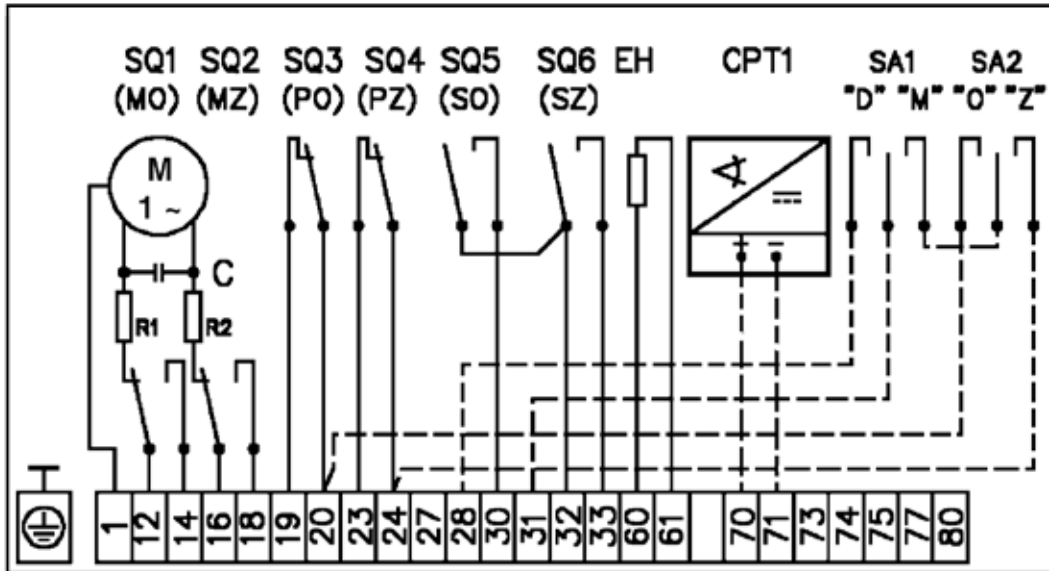 SQ1 SQ2 SQ3 SQ4 SQ5 SQ6 EH CPT1 SA1 SA2
(MO) (MZ) (PO) (PZ) (SO) (SZ) "D" "M" "O" "Z"
M
1 ~
+ −
C
R1 R2
1 12 14 16 18 19 20 23 24 27 28 30 31 32 33 60 61 70 71 73 74 75 77 80